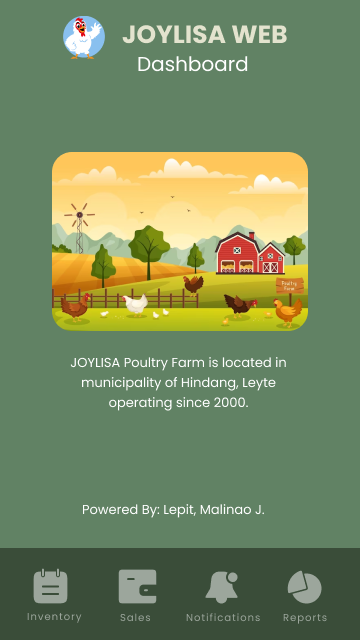 JOYLISA WEB
Dashboard
Poultry
Farm
JOYLISA Poultry Farm is located in
municipality of Hindang, Leyte
operating since 2000.
Powered By: Lepit, Malinao J.
Inventory Sales Notifications Reports